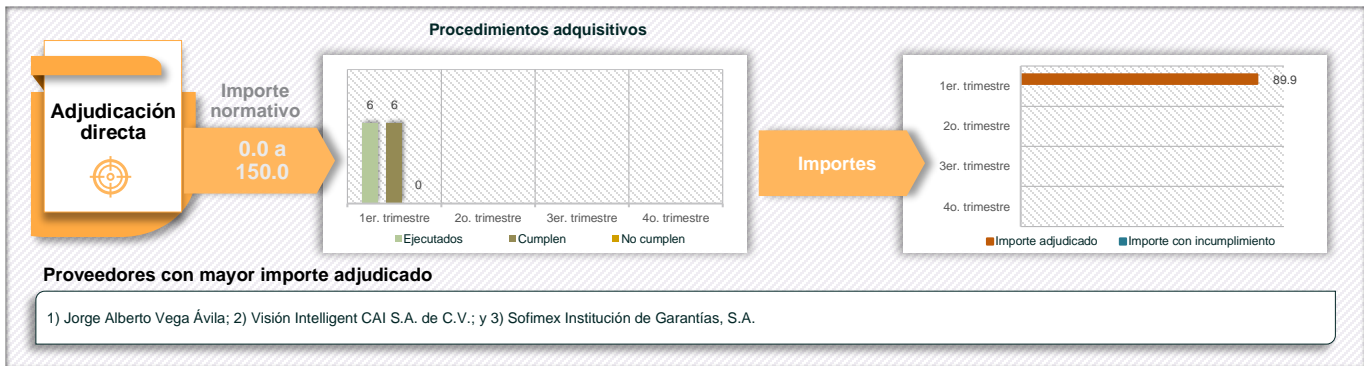 Procedimientos adquisitivos
Adjudicación
directa
Importe
normativo
0.0 a
150.0
6 6
0
1er. trimestre 2o. trimestre 3er. trimestre 4o. trimestre
Ejecutados Cumplen No cumplen
Importes
1er. trimestre 89.9
2o. trimestre
3er. trimestre
4o. trimestre
Importe adjudicado Importe con incumplimiento
Proveedores con mayor importe adjudicado
1) Jorge Alberto Vega Ávila; 2) Visión Intelligent CAI S.A. de C.V.; y 3) Sofimex Institución de Garantías, S.A.